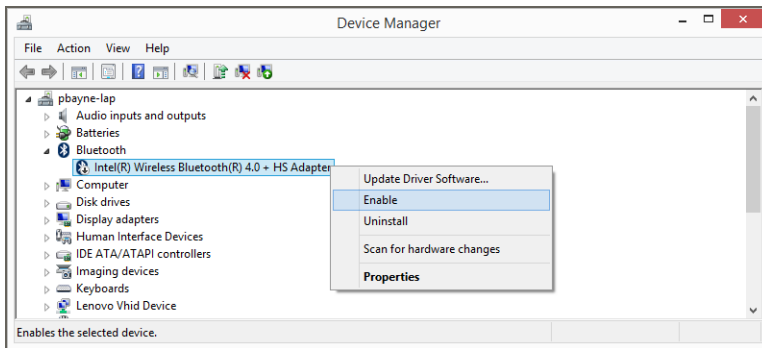 Device Manager
File Action View Help
pbayne-lap
Audio inputs and outputs
Batteries
Bluetooth
Intel(R) Wireless Bluetooth(R) 4.0 + HS Adapter
Computer
Disk drives
Display adapters
Human Interface Devices
IDE ATA/ATAPI controllers
Imaging devices
Keyboards
Lenovo Vhid Device
Update Driver Software...
Enable
Uninstall
Scan for hardware changes
Properties
Enables the selected device.